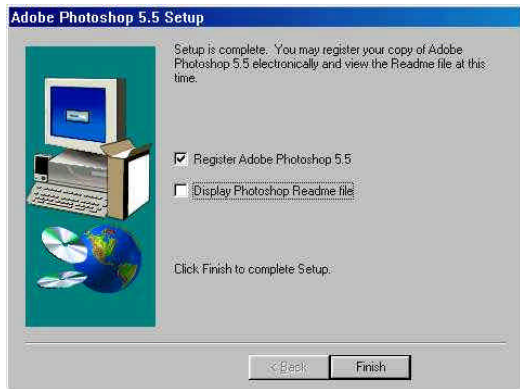 Adobe Photoshop 5.5 Setup
Setup is complete. You may register your copy of Adobe
Photoshop 5.5 electronically and view the Readme file at this
time.
Register Adobe Photoshop 5.5
Display Photoshop Readme file
Click Finish to complete Setup.
< Back
Finish